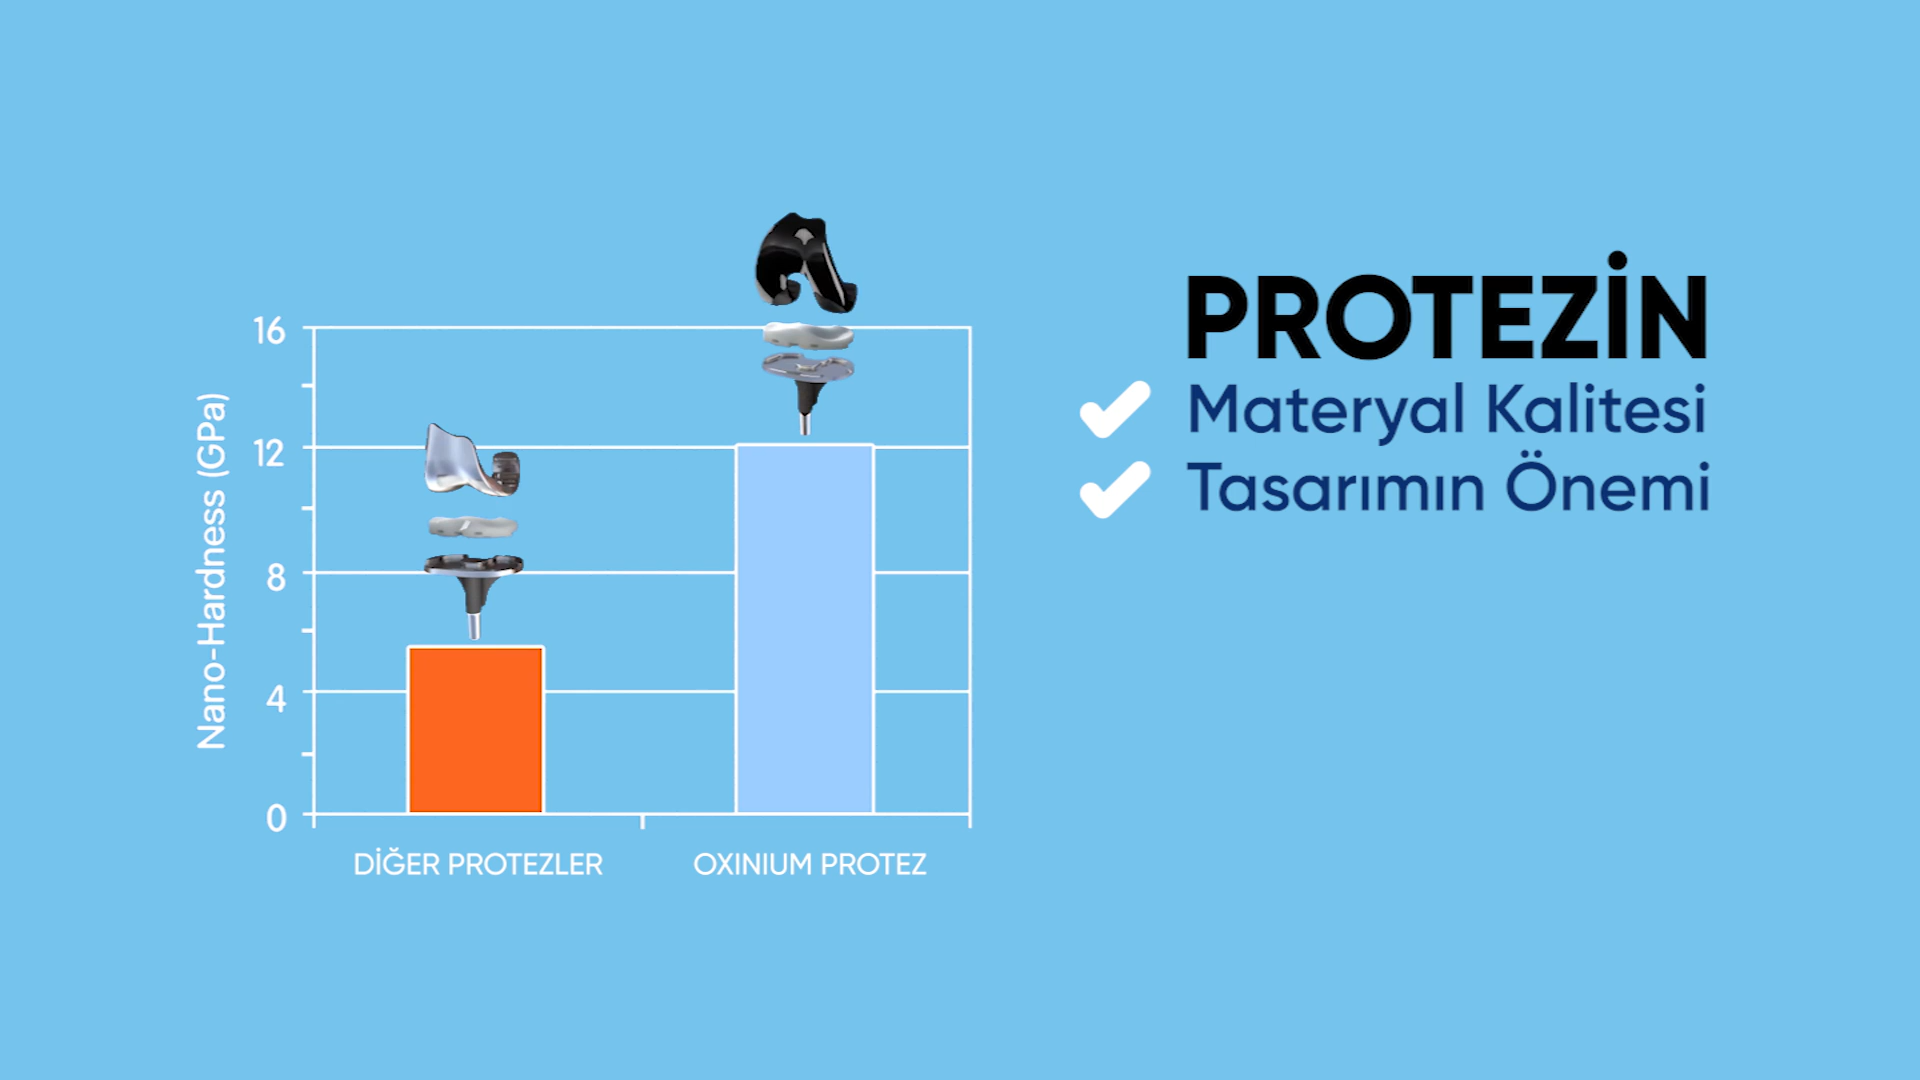 PROTEZİN
Materyal Kalitesi
Tasarımın Önemi
Nano-Hardness (GPa)
16
12
8
4
0
DİĞER PROTEZLER
OXINIUM PROTEZ